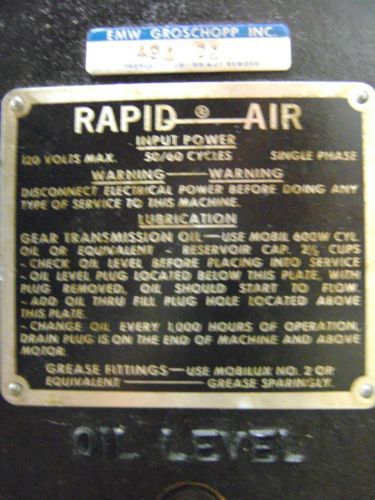 EMW GROSCHOPP INC.
RAPID ® AIR
INPUT POWER
120 VOLTS MAX. 50/60 CYCLES SINGLE PHASE
WARNING — WARNING
DISCONNECT ELECTRICAL POWER BEFORE DOING ANY
TYPE OF SERVICE TO THIS MACHINE.
LUBRICATION
GEAR TRANSMISSION OIL — USE MOBIL 600W CYL.
OIL OR EQUIVALENT - RESERVOIR CAP. 2½ CUPS
- CHECK OIL LEVEL BEFORE PLACING INTO SERVICE
- OIL LEVEL PLUG LOCATED BELOW THIS PLATE. WITH
PLUG REMOVED, OIL SHOULD START TO FLOW.
- ADD OIL THRU FILL PLUG HOLE LOCATED ABOVE
THIS PLATE.
- CHANGE OIL EVERY 1,000 HOURS OF OPERATION,
DRAIN PLUG IS ON THE END OF MACHINE AND ABOVE
MOTOR.
GREASE FITTINGS — USE MOBILUX NO. 2 OR
EQUIVALENT — GREASE SPARINGLY.
OIL LEVEL